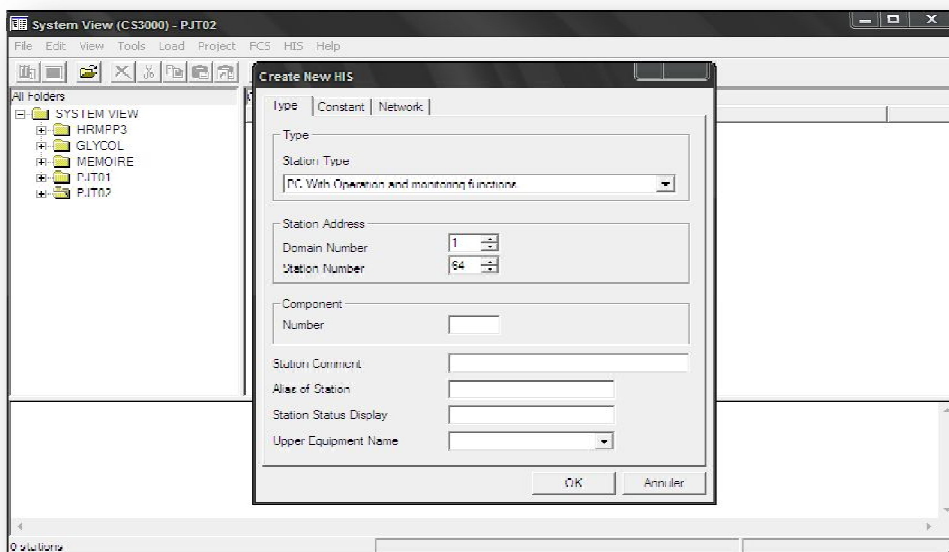 System View (CS3000) - PJT02
File Edit View Tools Load Project FCS HIS Help
All Folders
SYSTEM VIEW
HRMPP3
GLYCOL
MEMOIRE
PJT01
PJT02
Create New HIS
Type Constant Network
Type
Station Type
PC With Operation and monitoring functions
Station Address
Domain Number 1
Station Number 64
Component
Number
Station Comment
Alias of Station
Station Status Display
Upper Equipment Name
OK Annuler
0 stations